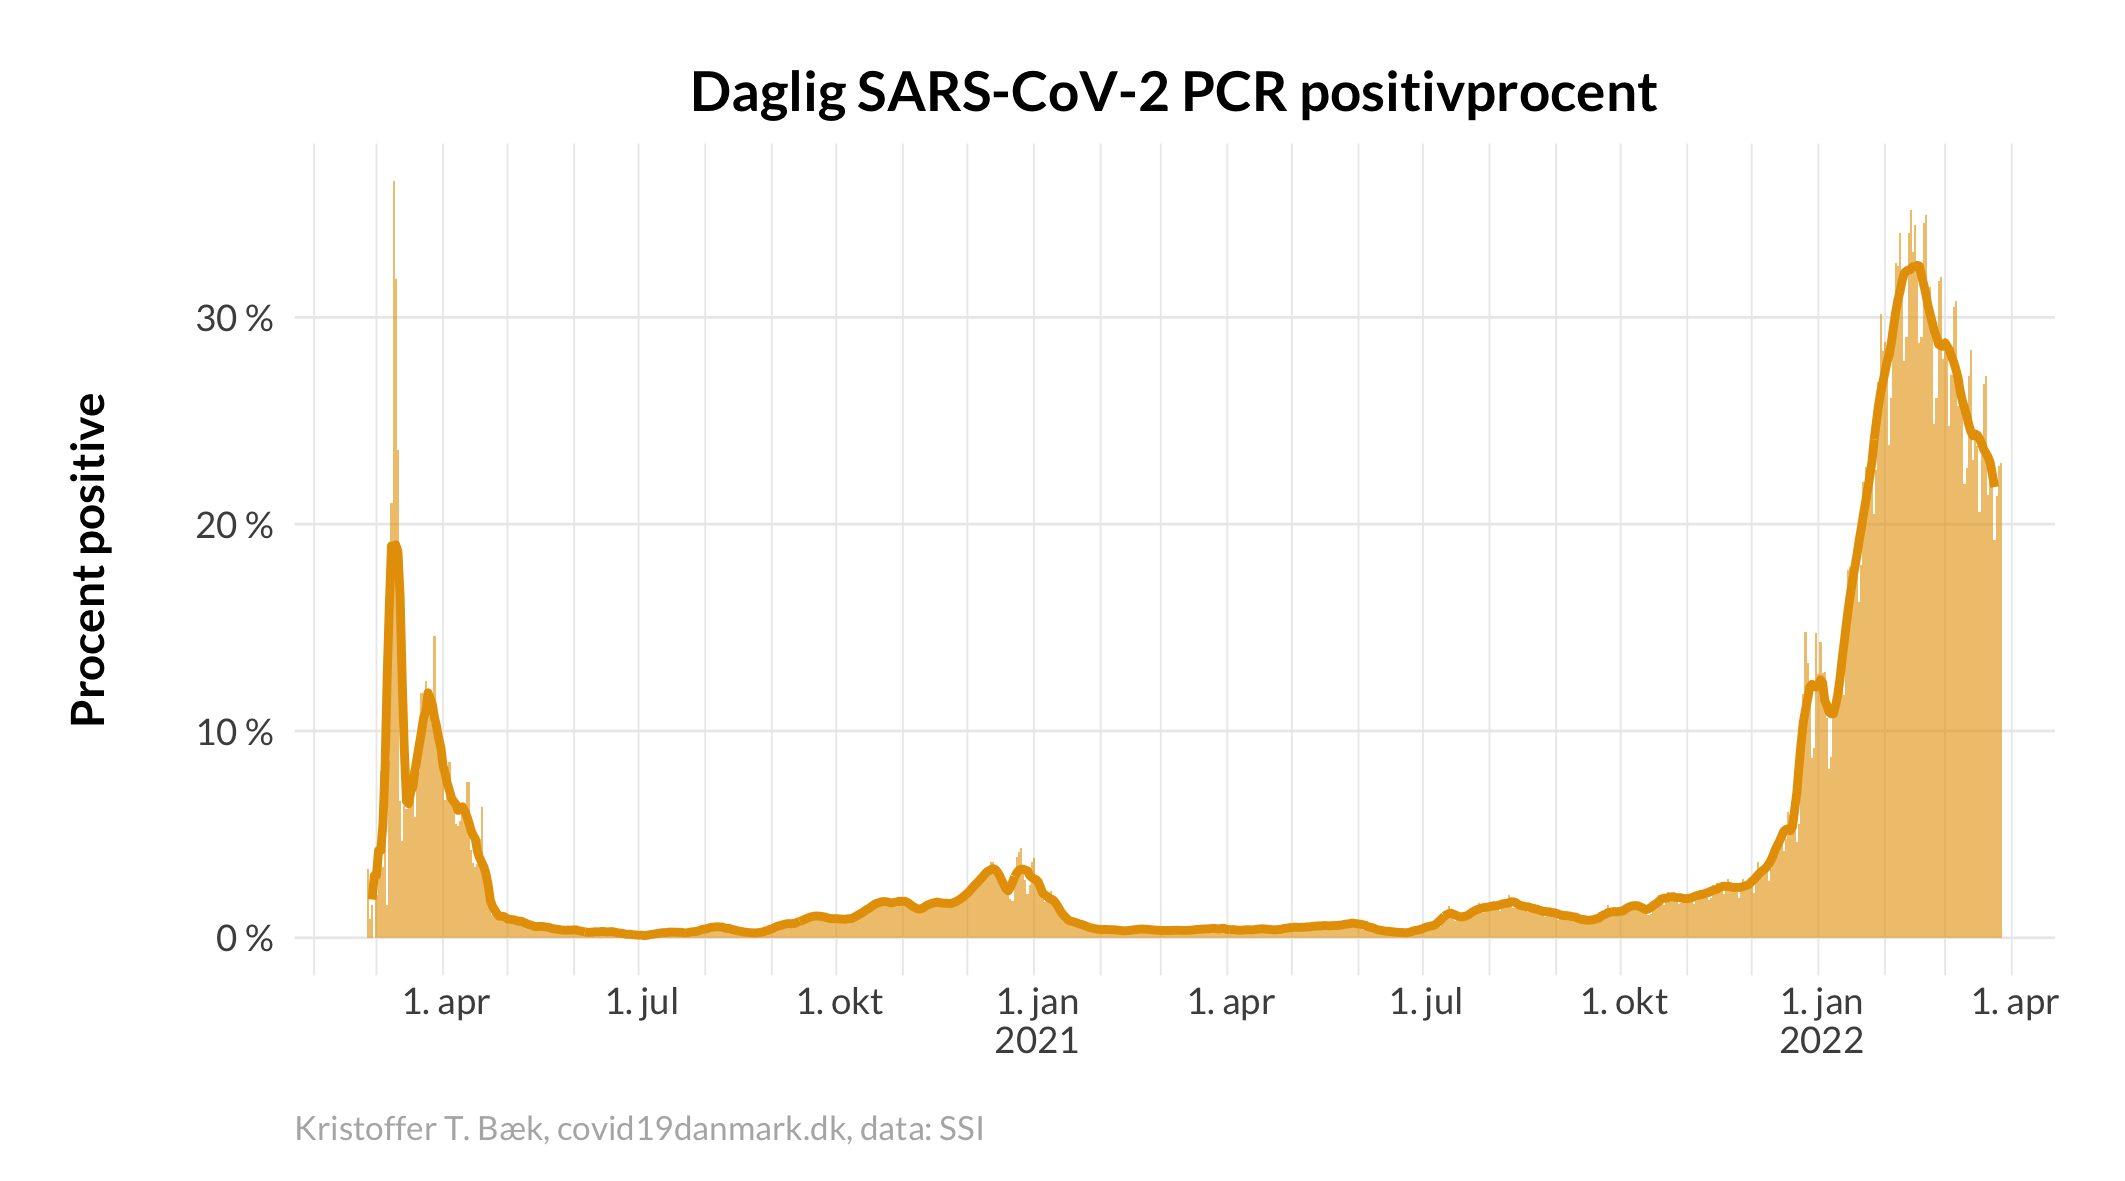 Daglig SARS-CoV-2 PCR positivprocent
Procent positive
30 %
20 %
10 %
0 %
1. apr
1. jul
1. okt
1. jan
2021
1. apr
1. jul
1. okt
1. jan
2022
1. apr
Kristoffer T. Bæk, covid19danmark.dk, data: SSI